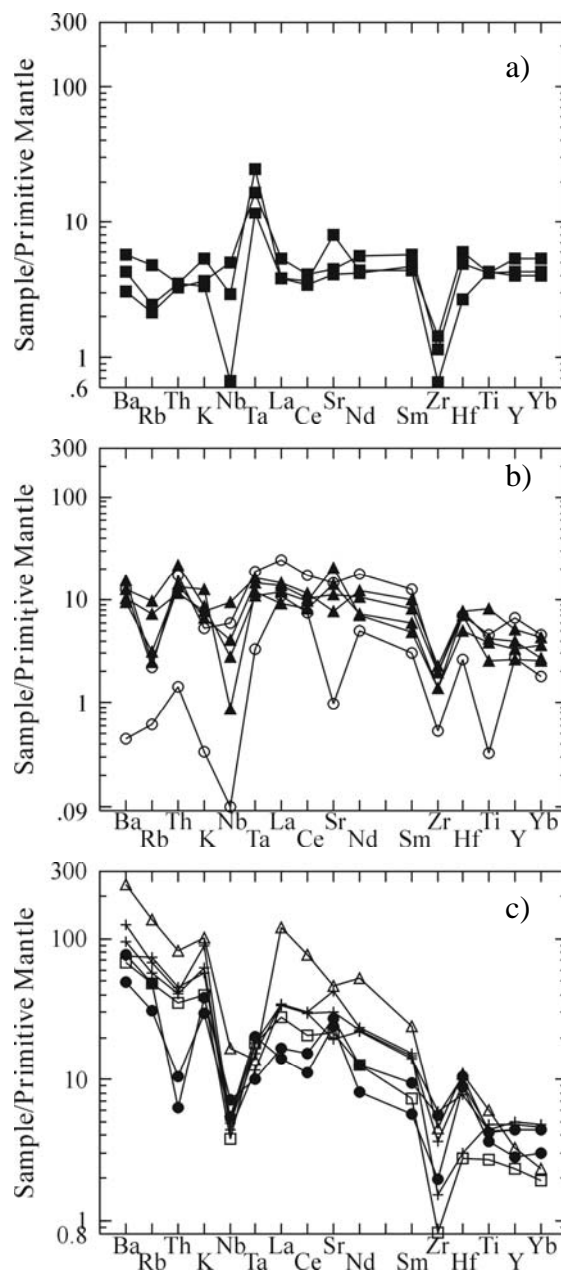 300
a)
100
10
1
.6
Sample/Primitive Mantle
Ba Th Nb La Sr Sm Hf Y
Rb K Ta Ce Nd Zr Ti Yb
300
b)
100
10
1
.09
Sample/Primitive Mantle
Ba Th Nb La Sr Sm Hf Y
Rb K Ta Ce Nd Zr Ti Yb
300
c)
100
10
1
0.8
Sample/Primitive Mantle
Ba Th Nb La Sr Sm Hf Y
Rb K Ta Ce Nd Zr Ti Yb